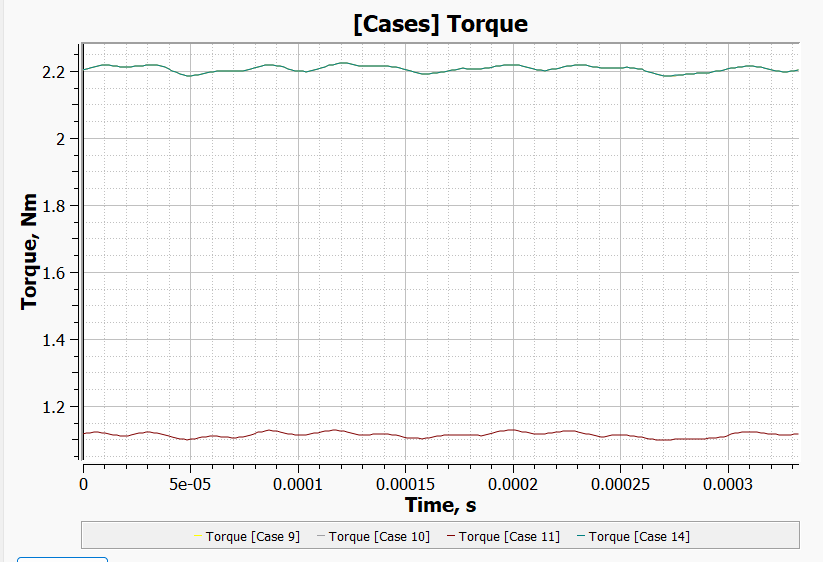 [Cases] Torque
2.2
2
1.8
1.6
1.4
1.2
Torque, Nm
0 5e-05 0.0001 0.00015 0.0002 0.00025 0.0003
Time, s
Torque [Case 9] Torque [Case 10] Torque [Case 11] Torque [Case 14]